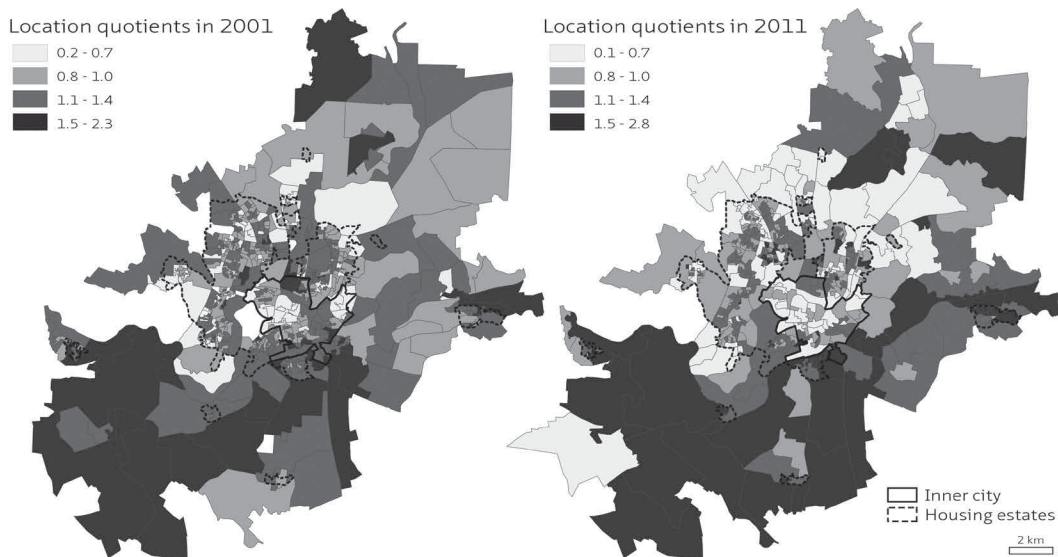 Location quotients in 2001
0.2 - 0.7
0.8 - 1.0
1.1 - 1.4
1.5 - 2.3
Location quotients in 2011
0.1 - 0.7
0.8 - 1.0
1.1 - 1.4
1.5 - 2.8
Inner city
Housing estates
2 km